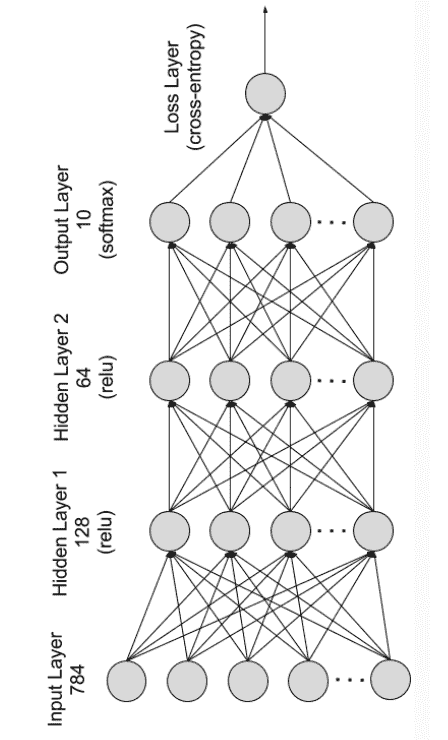 Input Layer
784
Hidden Layer 1
128
(relu)
Hidden Layer 2
64
(relu)
Output Layer
10
(softmax)
Loss Layer
(cross-entropy)